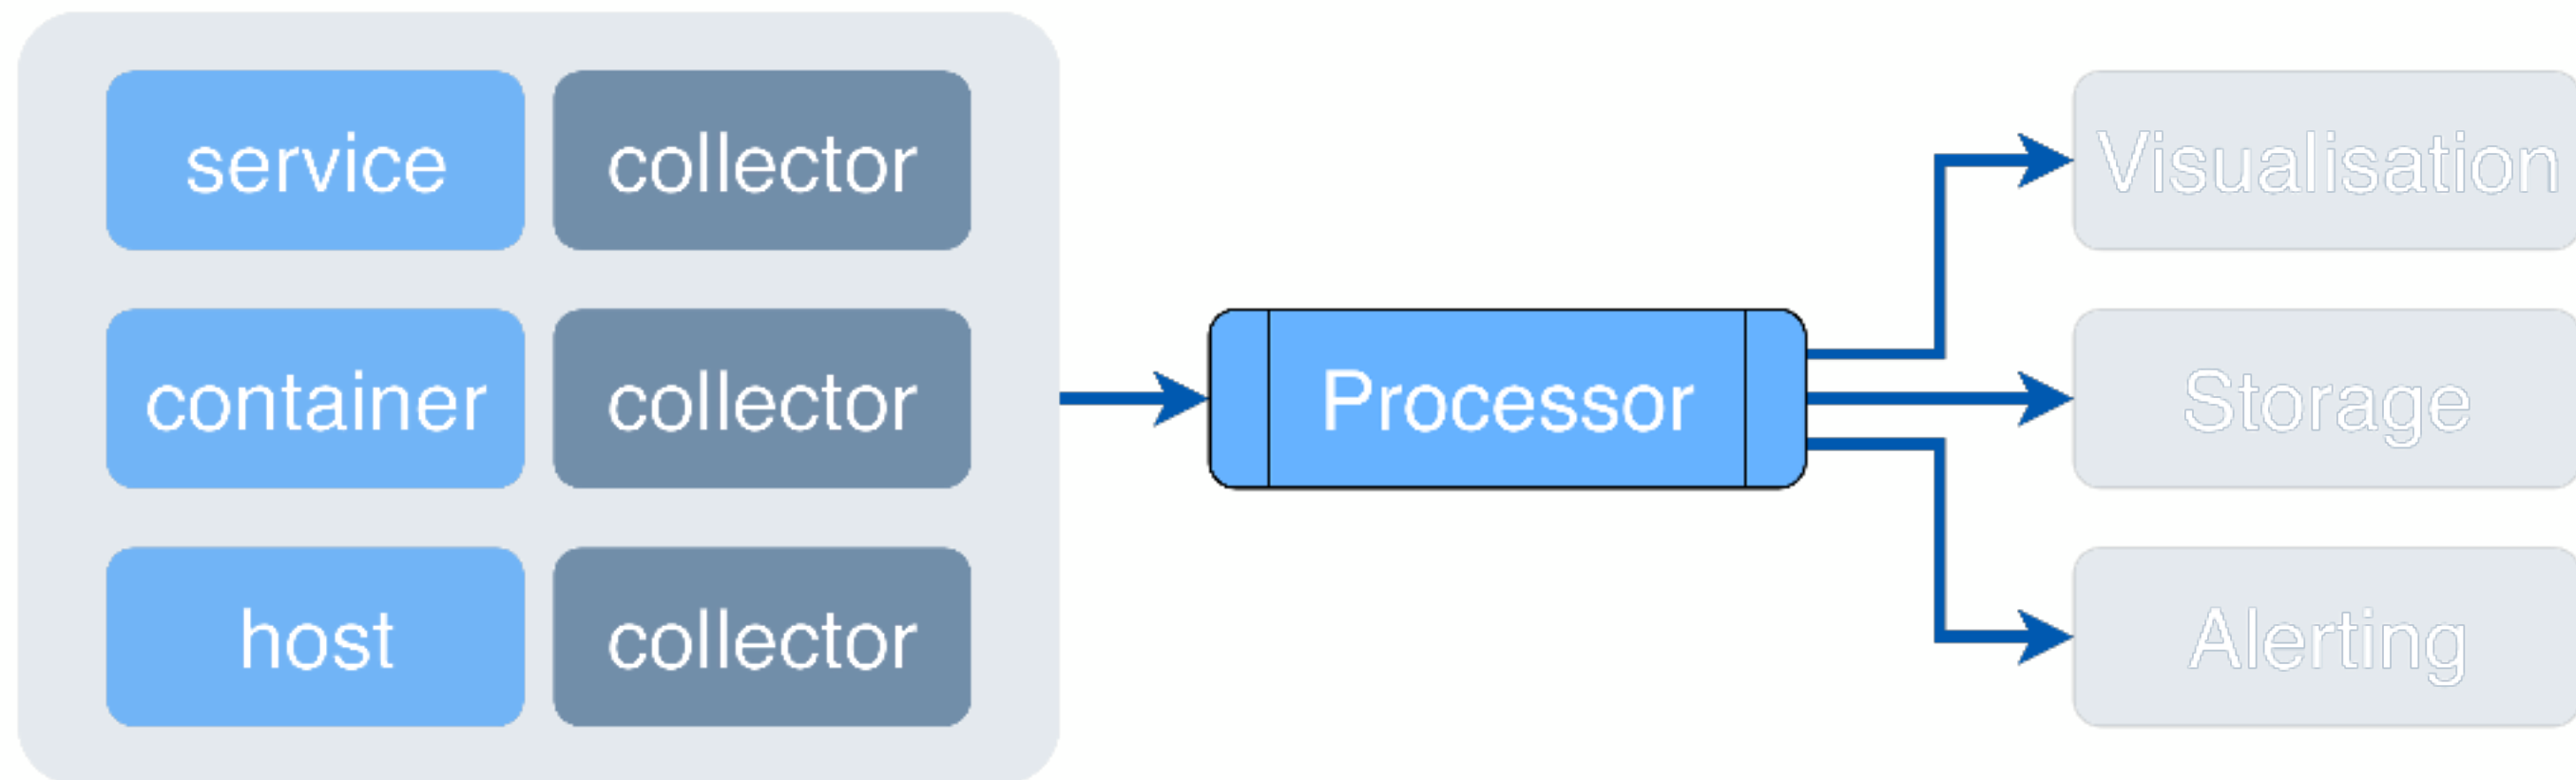 service
collector
container
collector
host
collector
Processor
Visualisation
Storage
Alerting